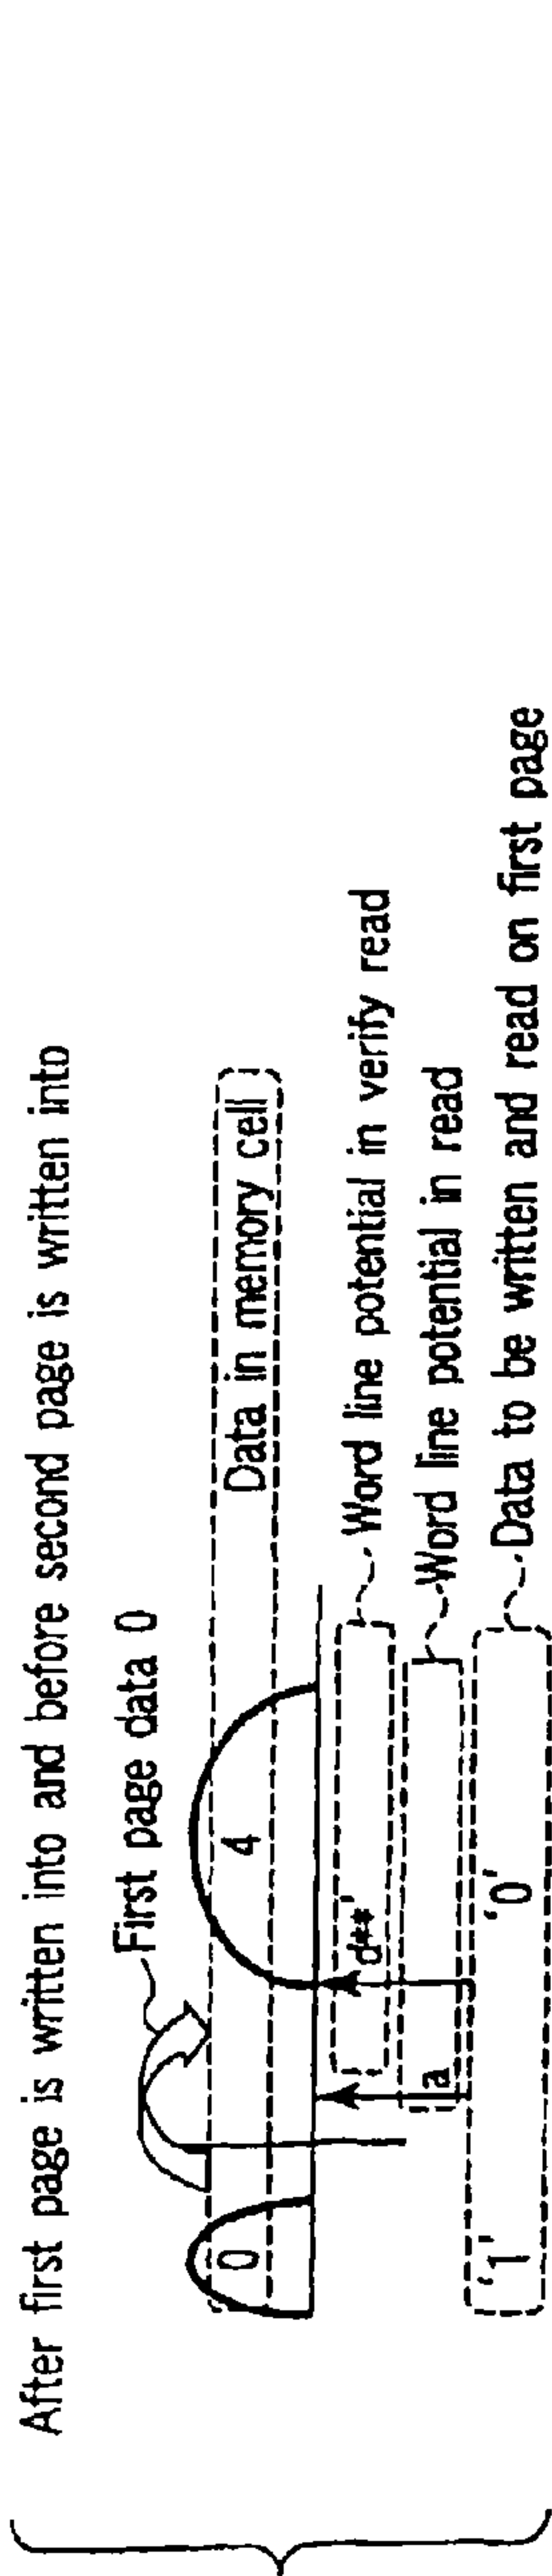 After first page is written into and before second page is written into
First page data 0
0 4 Data in memory cell
d**' Word line potential in verify read
a Word line potential in read
'1' '0' Data to be written and read on first page